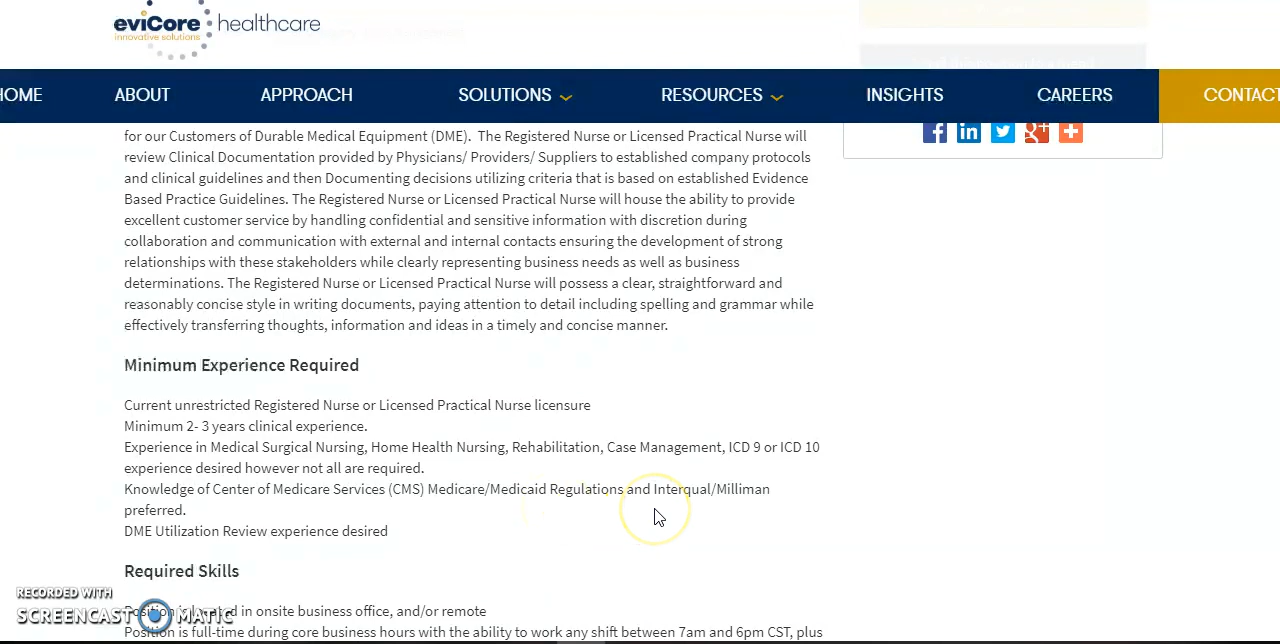 eviCore healthcare
innovative solutions
HOME ABOUT APPROACH SOLUTIONS RESOURCES INSIGHTS CAREERS CONTACT
for our Customers of Durable Medical Equipment (DME). The Registered Nurse or Licensed Practical Nurse will
review Clinical Documentation provided by Physicians/ Providers/ Suppliers to established company protocols
and clinical guidelines and then Documenting decisions utilizing criteria that is based on established Evidence
Based Practice Guidelines. The Registered Nurse or Licensed Practical Nurse will house the ability to provide
excellent customer service by handling confidential and sensitive information with discretion during
collaboration and communication with external and internal contacts ensuring the development of strong
relationships with these stakeholders while clearly representing business needs as well as business
determinations. The Registered Nurse or Licensed Practical Nurse will possess a clear, straightforward and
reasonably concise style in writing documents, paying attention to detail including spelling and grammar while
effectively transferring thoughts, information and ideas in a timely and concise manner.
Minimum Experience Required
Current unrestricted Registered Nurse or Licensed Practical Nurse licensure
Minimum 2- 3 years clinical experience.
Experience in Medical Surgical Nursing, Home Health Nursing, Rehabilitation, Case Management, ICD 9 or ICD 10
experience desired however not all are required.
Knowledge of Center of Medicare Services (CMS) Medicare/Medicaid Regulations and Interqual/Milliman
preferred.
DME Utilization Review experience desired
Required Skills
Position is located in onsite business office, and/or remote
Position is full-time during core business hours with the ability to work any shift between 7am and 6pm CST, plus
RECORDED WITH
SCREENCAST MATIC